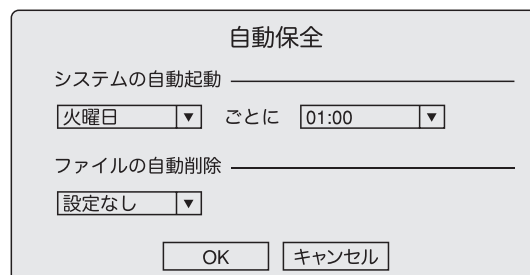 自動保全
システムの自動起動
火曜日 ▼ ごとに 01:00 ▼
ファイルの自動削除
設定なし ▼
OK キャンセル